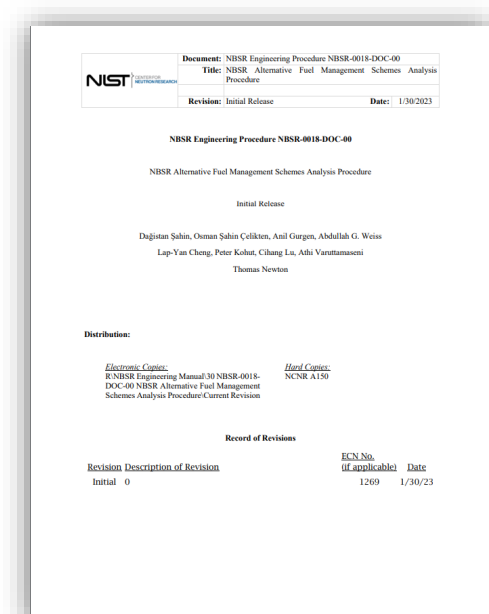 NIST CENTER FOR
NEUTRON RESEARCH
Document: NBSR Engineering Procedure NBSR-0018-DOC-00
Title: NBSR Alternative Fuel Management Schemes Analysis
Procedure
Revision: Initial Release Date: 1/30/2023
NBSR Engineering Procedure NBSR-0018-DOC-00
NBSR Alternative Fuel Management Schemes Analysis Procedure
Initial Release
Dağistan Şahin, Osman Şahin Çelikten, Anil Gurgen, Abdullah G. Weiss
Lap-Yan Cheng, Peter Kohut, Cihang Lu, Athi Varuttamaseni
Thomas Newton
Distribution:
Electronic Copies: Hard Copies:
R\NBSR Engineering Manual\30 NBSR-0018- NCNR A150
DOC-00 NBSR Alternative Fuel Management
Schemes Analysis Procedure\Current Revision
Record of Revisions
ECN No.
Revision Description of Revision (if applicable) Date
Initial 0 1269 1/30/23